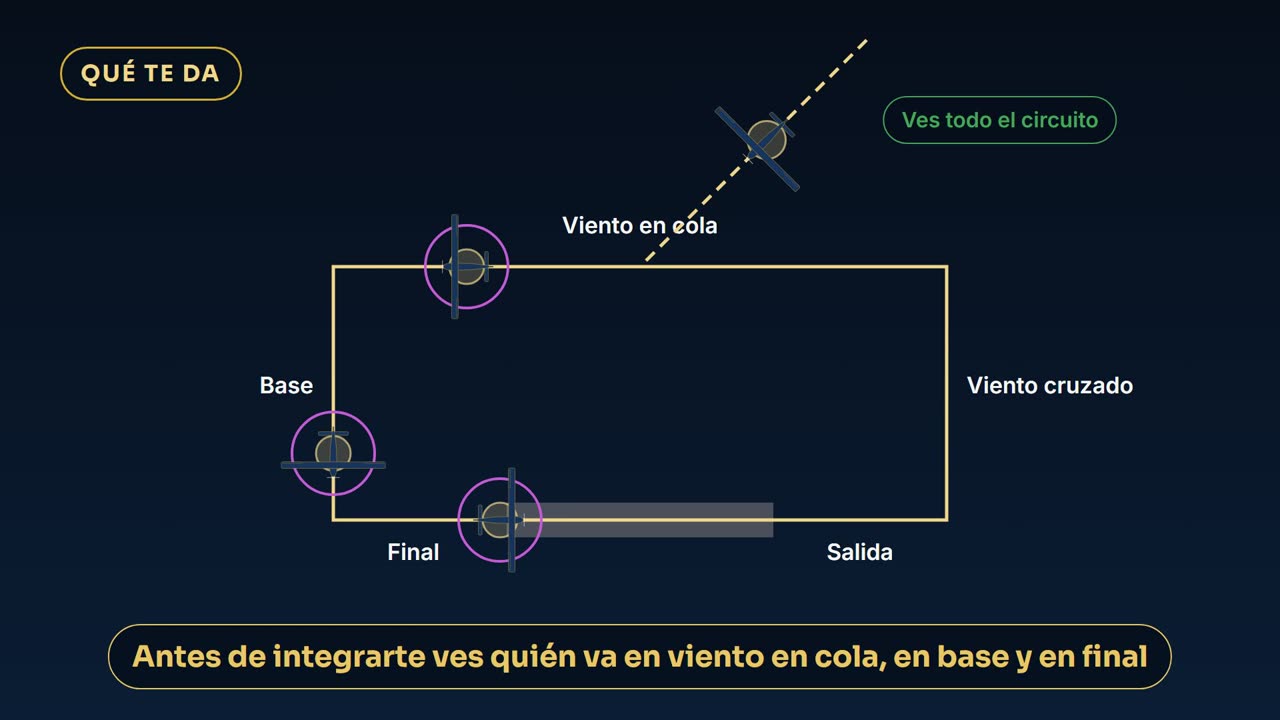 QUÉ TE DA
Ves todo el circuito
Viento en cola
Base
Viento cruzado
Final
Salida
Antes de integrarte ves quién va en viento en cola, en base y en final